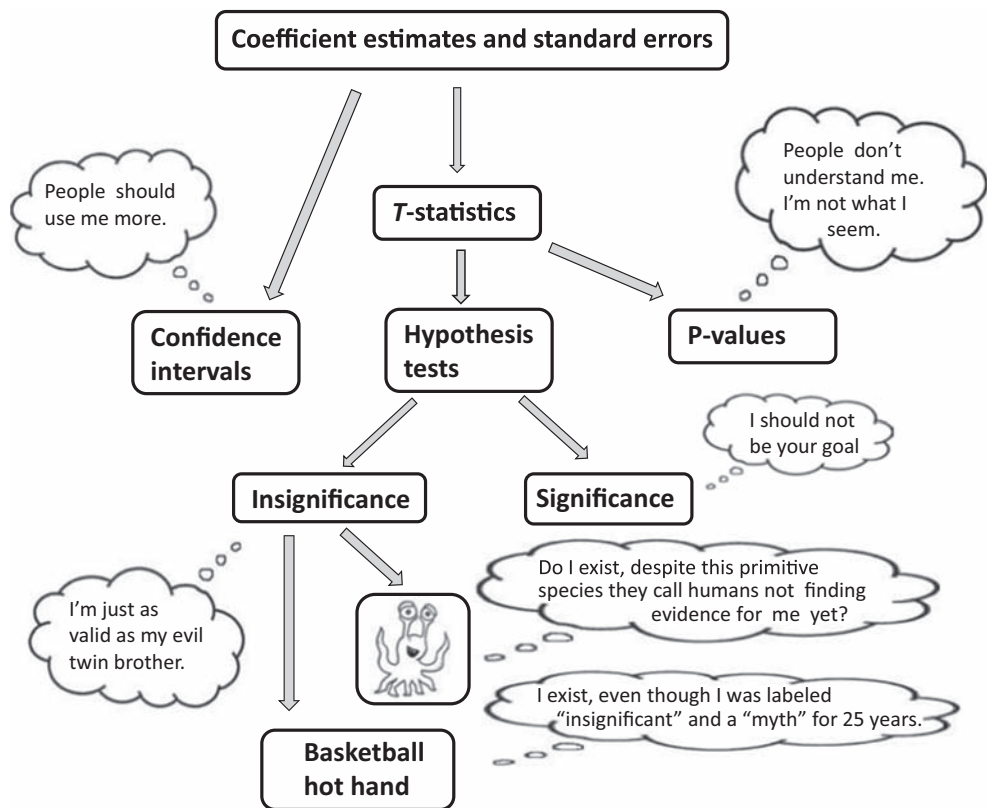 Coefficient estimates and standard errors
People should
use me more.
T-statistics
People don't
understand me.
I'm not what I
seem.
Confidence
intervals
Hypothesis
tests
P-values
I should not
be your goal
Insignificance
Significance
I'm just as
valid as my evil
twin brother.
Do I exist, despite this primitive
species they call humans not finding
evidence for me yet?
I exist, even though I was labeled
“insignificant” and a “myth” for 25 years.
Basketball
hot hand